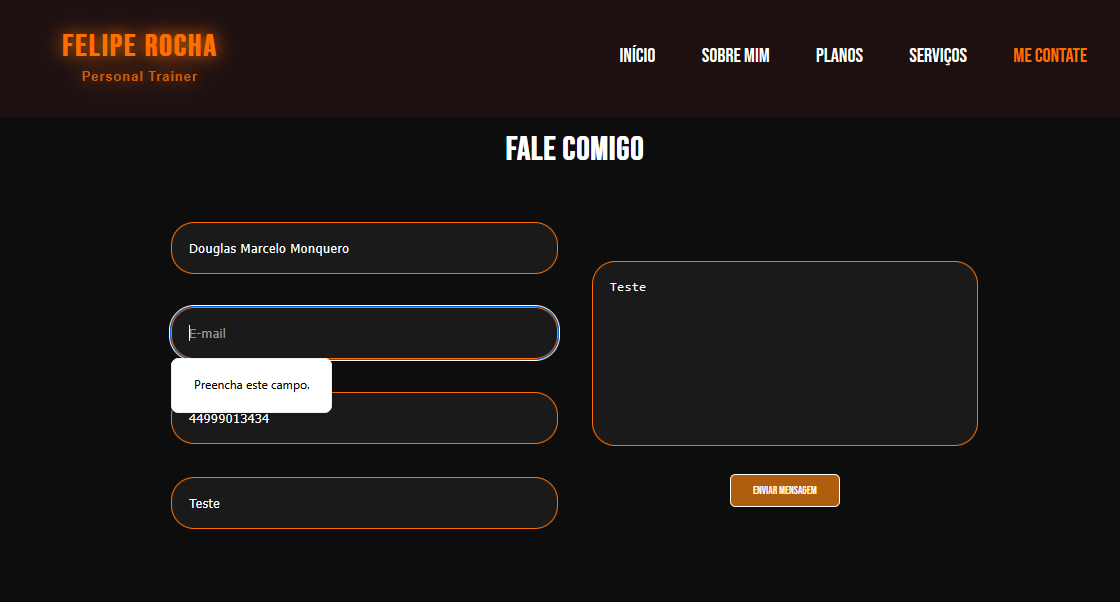 FELIPE ROCHA
Personal Trainer
INÍCIO SOBRE MIM PLANOS SERVIÇOS ME CONTATE
FALE COMIGO
Douglas Marcelo Monquero
E-mail
Preencha este campo.
44999013434
Teste
Teste
ENVIAR MENSAGEM